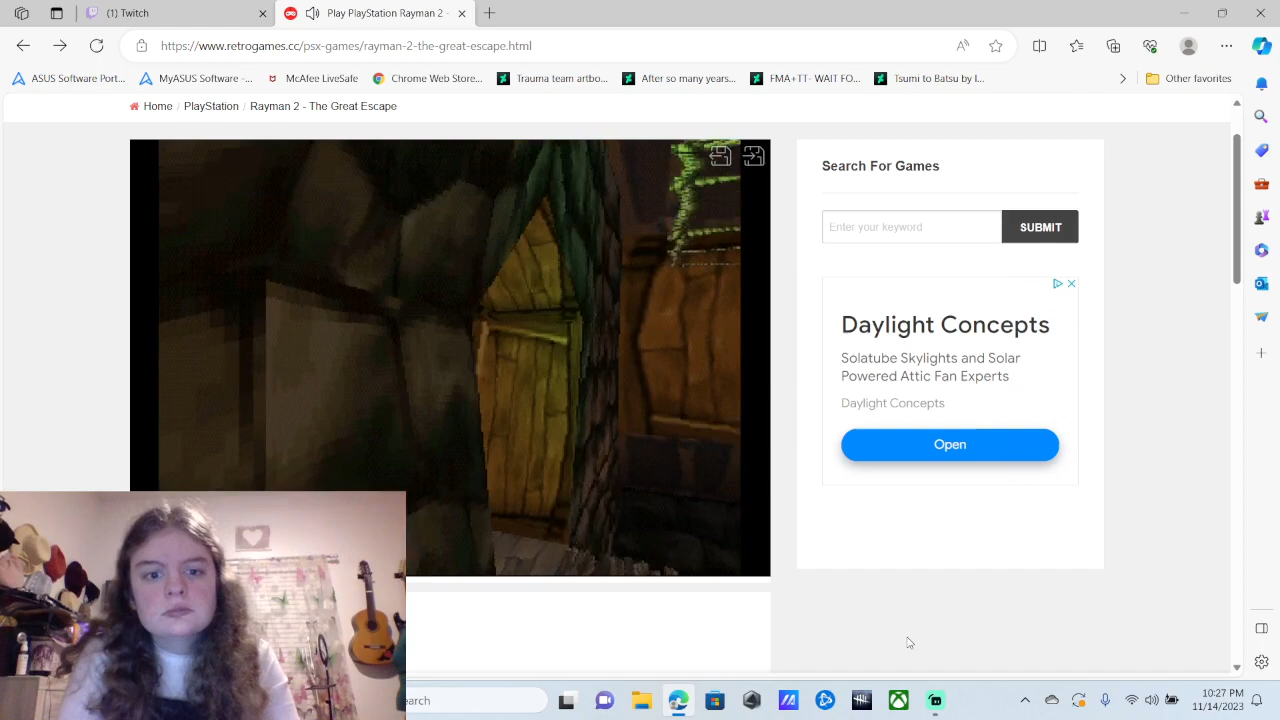 Play PlayStation Rayman 2 -
https://www.retrogames.cc/psx-games/rayman-2-the-great-escape.html
ASUS Software Port...
MyASUS Software -...
McAfee LiveSafe
Chrome Web Store...
Trauma team artbo...
After so many years...
FMA+TT- WAIT FO...
Tsumi to Batsu by l...
Other favorites
Home / PlayStation / Rayman 2 - The Great Escape
Search For Games
Enter your keyword
SUBMIT
Daylight Concepts
Solatube Skylights and Solar
Powered Attic Fan Experts
Daylight Concepts
Open
earch
10:27 PM
11/14/2023